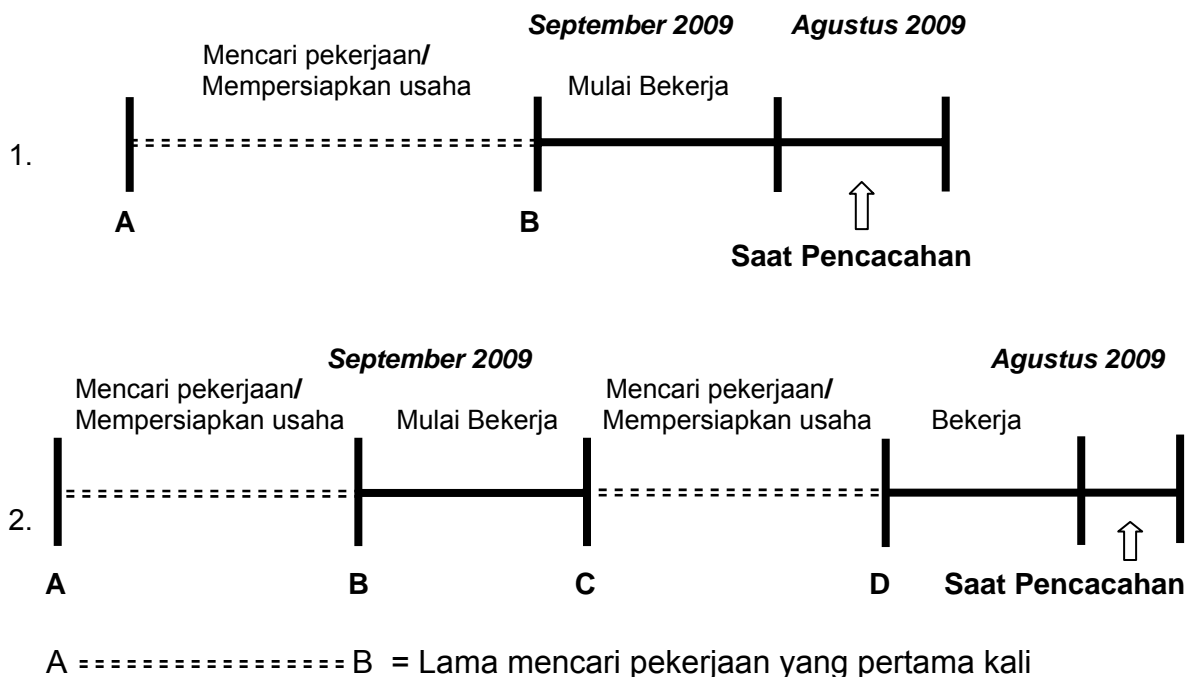 September 2009 Agustus 2009
Mencari pekerjaan/
Mempersiapkan usaha Mulai Bekerja
1.
A B
Saat Pencacahan
September 2009 Agustus 2009
Mencari pekerjaan/ Mencari pekerjaan/
Mempersiapkan usaha Mulai Bekerja Mempersiapkan usaha Bekerja
2.
A B C D Saat Pencacahan
A ================== B = Lama mencari pekerjaan yang pertama kali